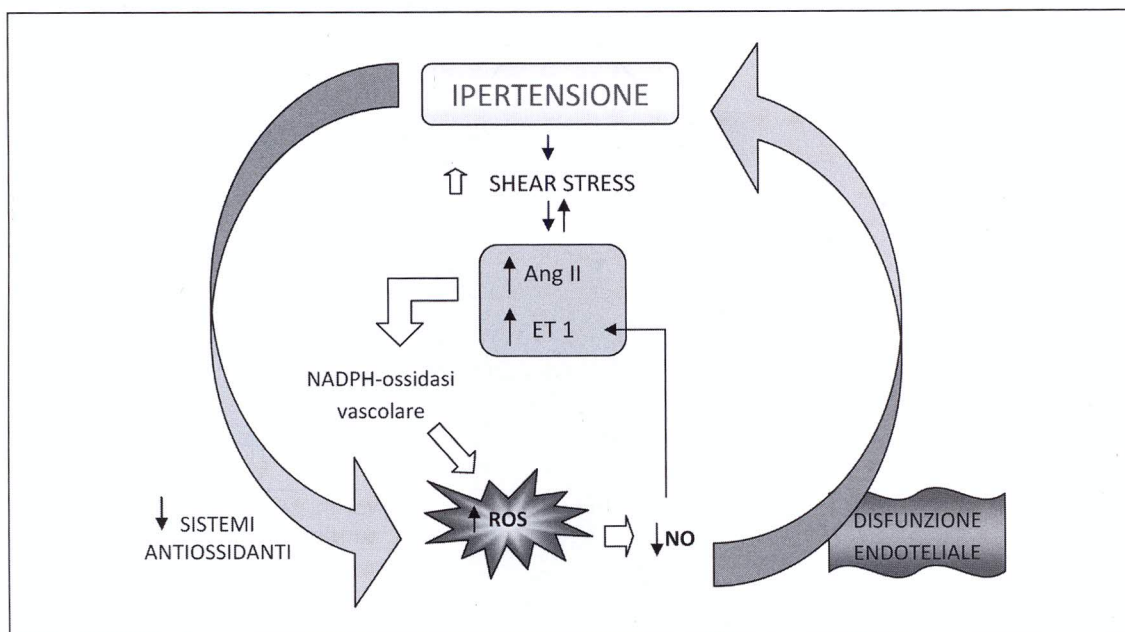 IPERTENSIONE
SHEAR STRESS
Ang II
ET 1
NADPH-ossidasi
vascolare
SISTEMI
ANTIOSSIDANTI
ROS
NO
DISFUNZIONE
ENDOTELIALE